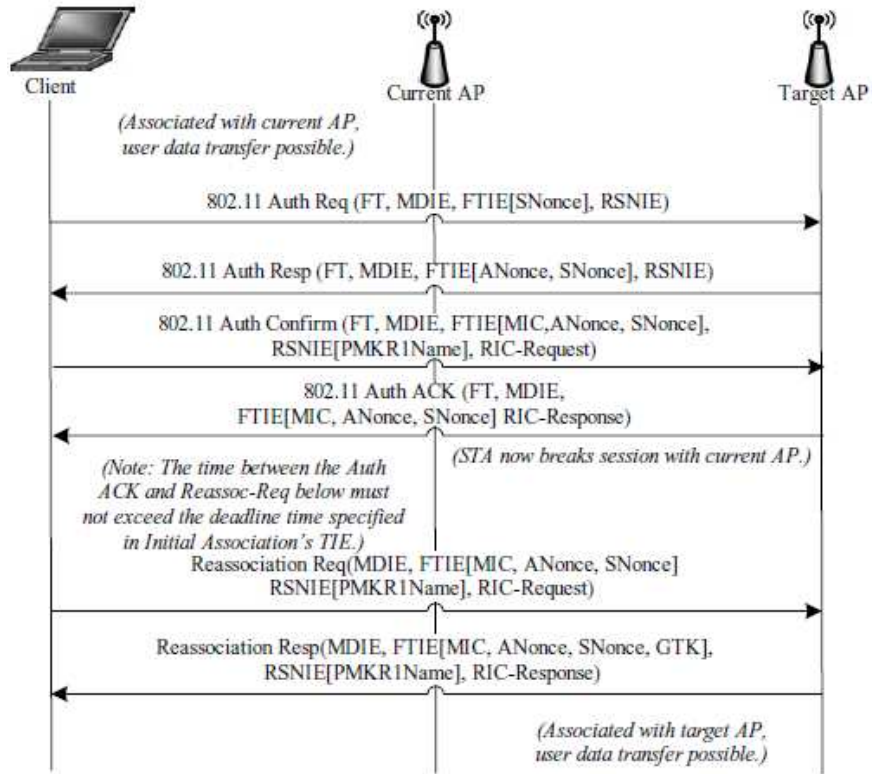 Client
Current AP
Target AP
(Associated with current AP,
user data transfer possible.)
802.11 Auth Req (FT, MDIE, FTIE[SNonce], RSNIE)
802.11 Auth Resp (FT, MDIE, FTIE[ANonce, SNonce], RSNIE)
802.11 Auth Confirm (FT, MDIE, FTIE[MIC,ANonce, SNonce],
RSNIE[PMKR1Name], RIC-Request)
802.11 Auth ACK (FT, MDIE,
FTIE[MIC, ANonce, SNonce] RIC-Response)
(STA now breaks session with current AP.)
(Note: The time between the Auth
ACK and Reassoc-Req below must
not exceed the deadline time specified
in Initial Association's TIE.)
Reassociation Req(MDIE, FTIE[MIC, ANonce, SNonce]
RSNIE[PMKR1Name], RIC-Request)
Reassociation Resp(MDIE, FTIE[MIC, ANonce, SNonce, GTK],
RSNIE[PMKR1Name], RIC-Response)
(Associated with target AP,
user data transfer possible.)